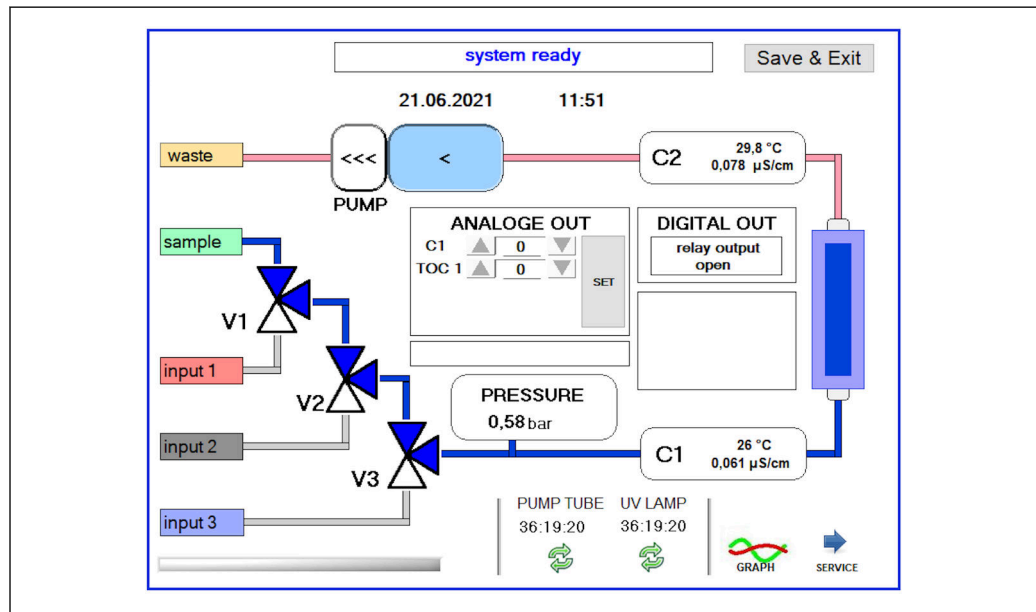 system ready
Save & Exit
21.06.2021 11:51
waste
<<<
<
PUMP
C2
29,8 °C
0,078 µS/cm
sample
ANALOGE OUT
C1 0
TOC 1 0
SET
DIGITAL OUT
relay output
open
V1
input 1
V2
PRESSURE
0,58 bar
input 2
V3
C1
26 °C
0,061 µS/cm
input 3
PUMP TUBE UV LAMP
36:19:20 36:19:20
GRAPH
SERVICE